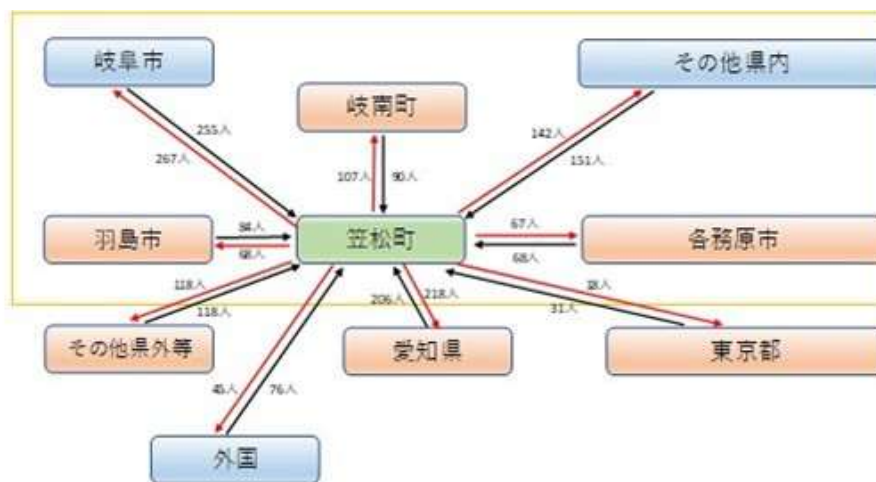 岐阜市
その他県内
岐南町
255人
267人
142人
151人
107人
90人
羽島市
84人
68人
笠松町
67人
68人
各務原市
118人
118人
206人
218人
18人
31人
その他県外等
愛知県
東京都
45人
76人
外国